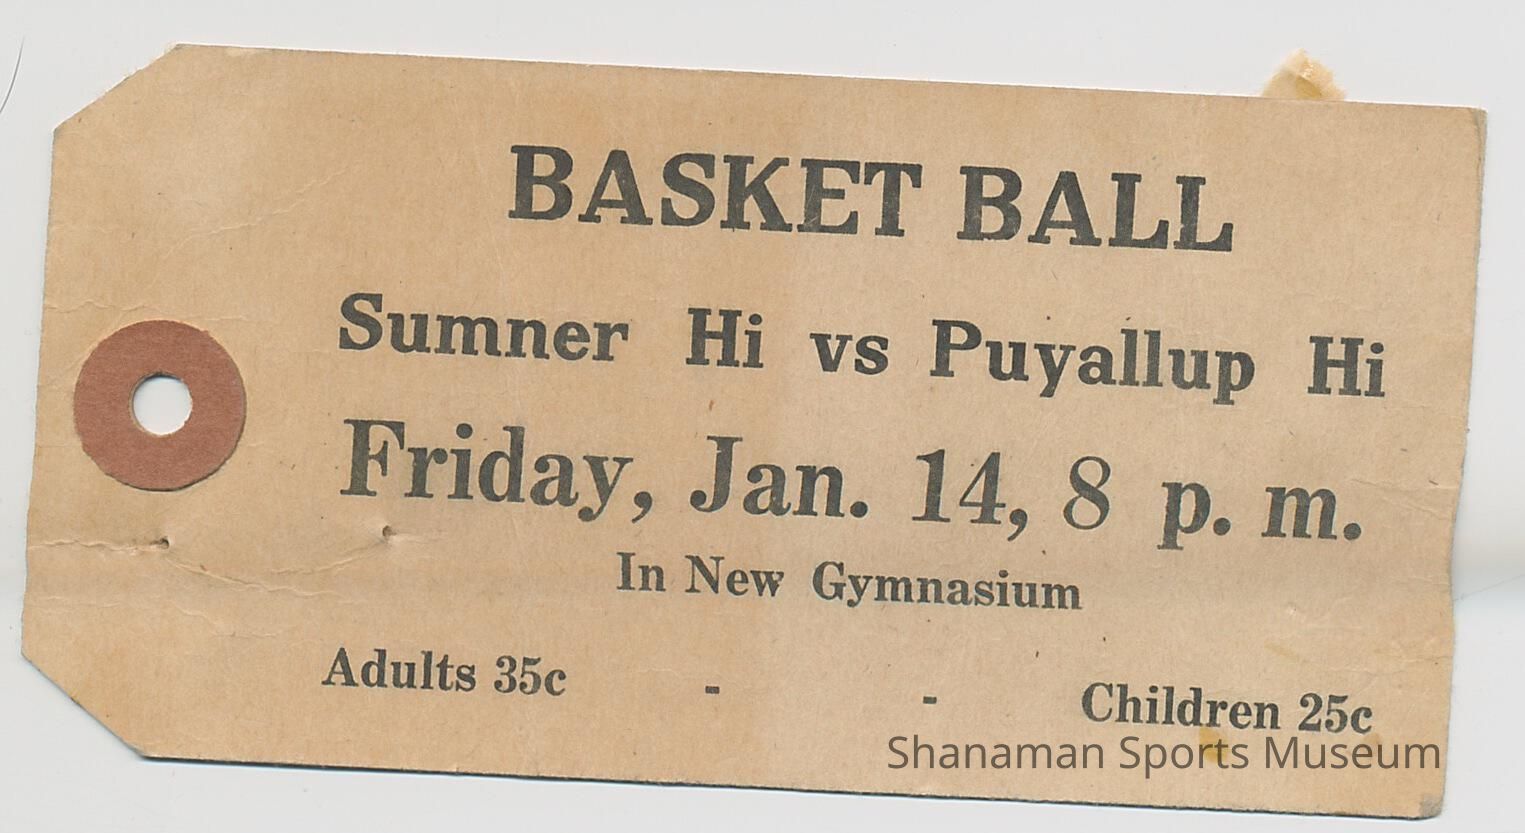 BASKET BALL
Sumner Hi vs Puyallup Hi
Friday, Jan. 14, 8 p. m.
In New Gymnasium
Adults 35c - - Children 25c
Shanaman Sports Museum